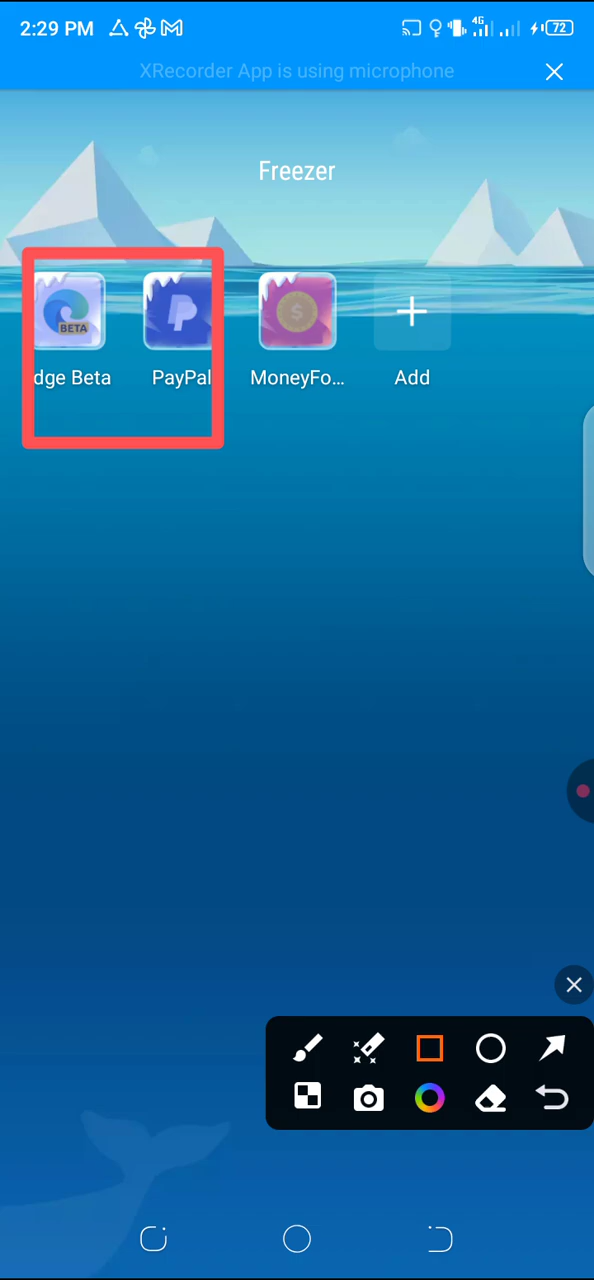 2:29 PM
4G
72
XRecorder App is using microphone
Freezer
BETA
$
dge Beta
PayPal
MoneyFo...
Add